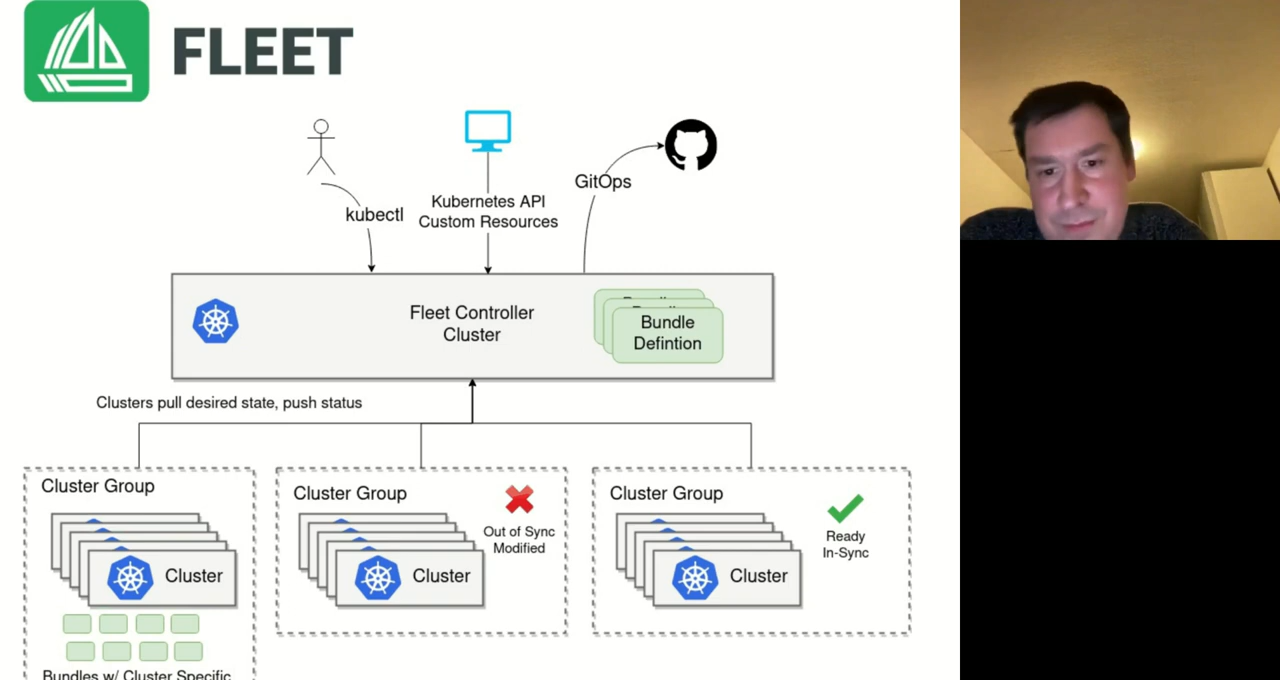 FLEET
kubectl
Kubernetes API
Custom Resources
GitOps
Fleet Controller
Cluster
Bundle
Defintion
Clusters pull desired state, push status
Cluster Group
Cluster
Bundles w/ Cluster Specific
Cluster Group
Out of Sync
Modified
Cluster
Cluster Group
Ready
In-Sync
Cluster